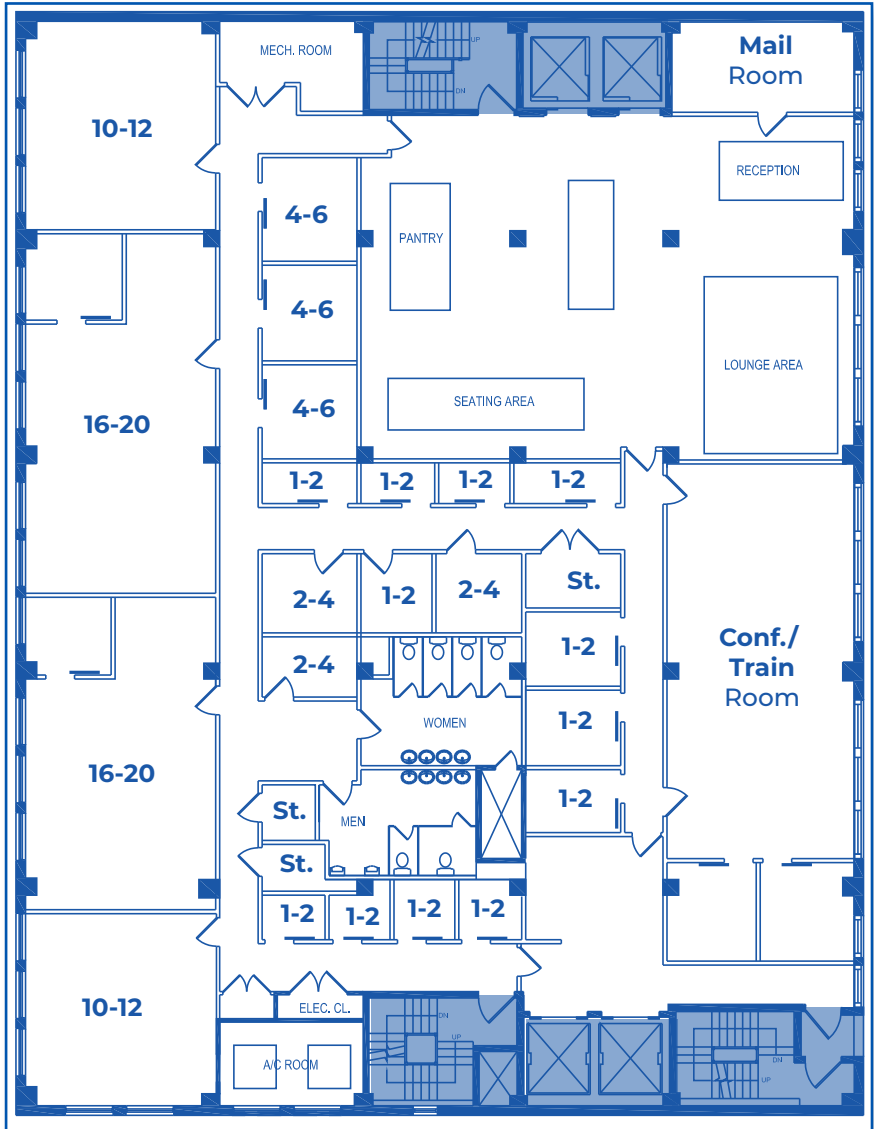 UP
MECH. ROOM
Mail
Room
DN
10-12
RECEPTION
4-6
PANTRY
4-6
LOUNGE AREA
SEATING AREA
4-6
16-20
1-2
1-2
1-2
1-2
St.
2-4
1-2
2-4
Conf./
Train
Room
1-2
2-4
WOMEN
1-2
16-20
1-2
St.
MEN
St.
1-2
1-2
1-2
1-2
10-12
ELEC. CL.
DN
UP
A/C ROOM
DN
UP